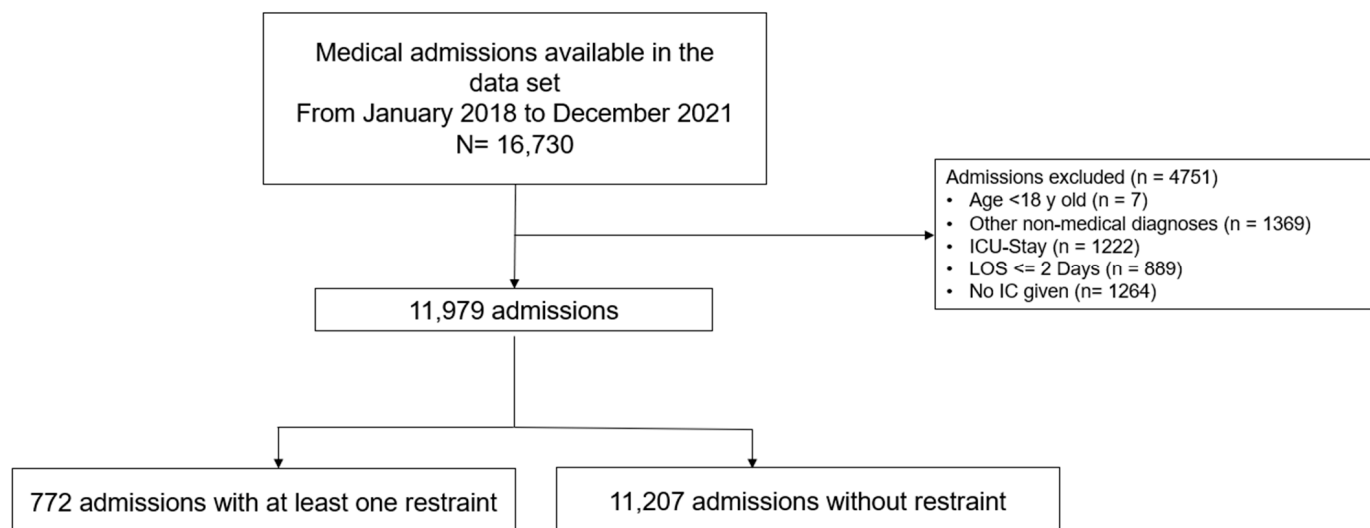 Medical admissions available in the
data set
From January 2018 to December 2021
N= 16,730
Admissions excluded (n = 4751)
• Age <18 y old (n = 7)
• Other non-medical diagnoses (n = 1369)
• ICU-Stay (n = 1222)
• LOS <= 2 Days (n = 889)
• No IC given (n= 1264)
11,979 admissions
772 admissions with at least one restraint
11,207 admissions without restraint